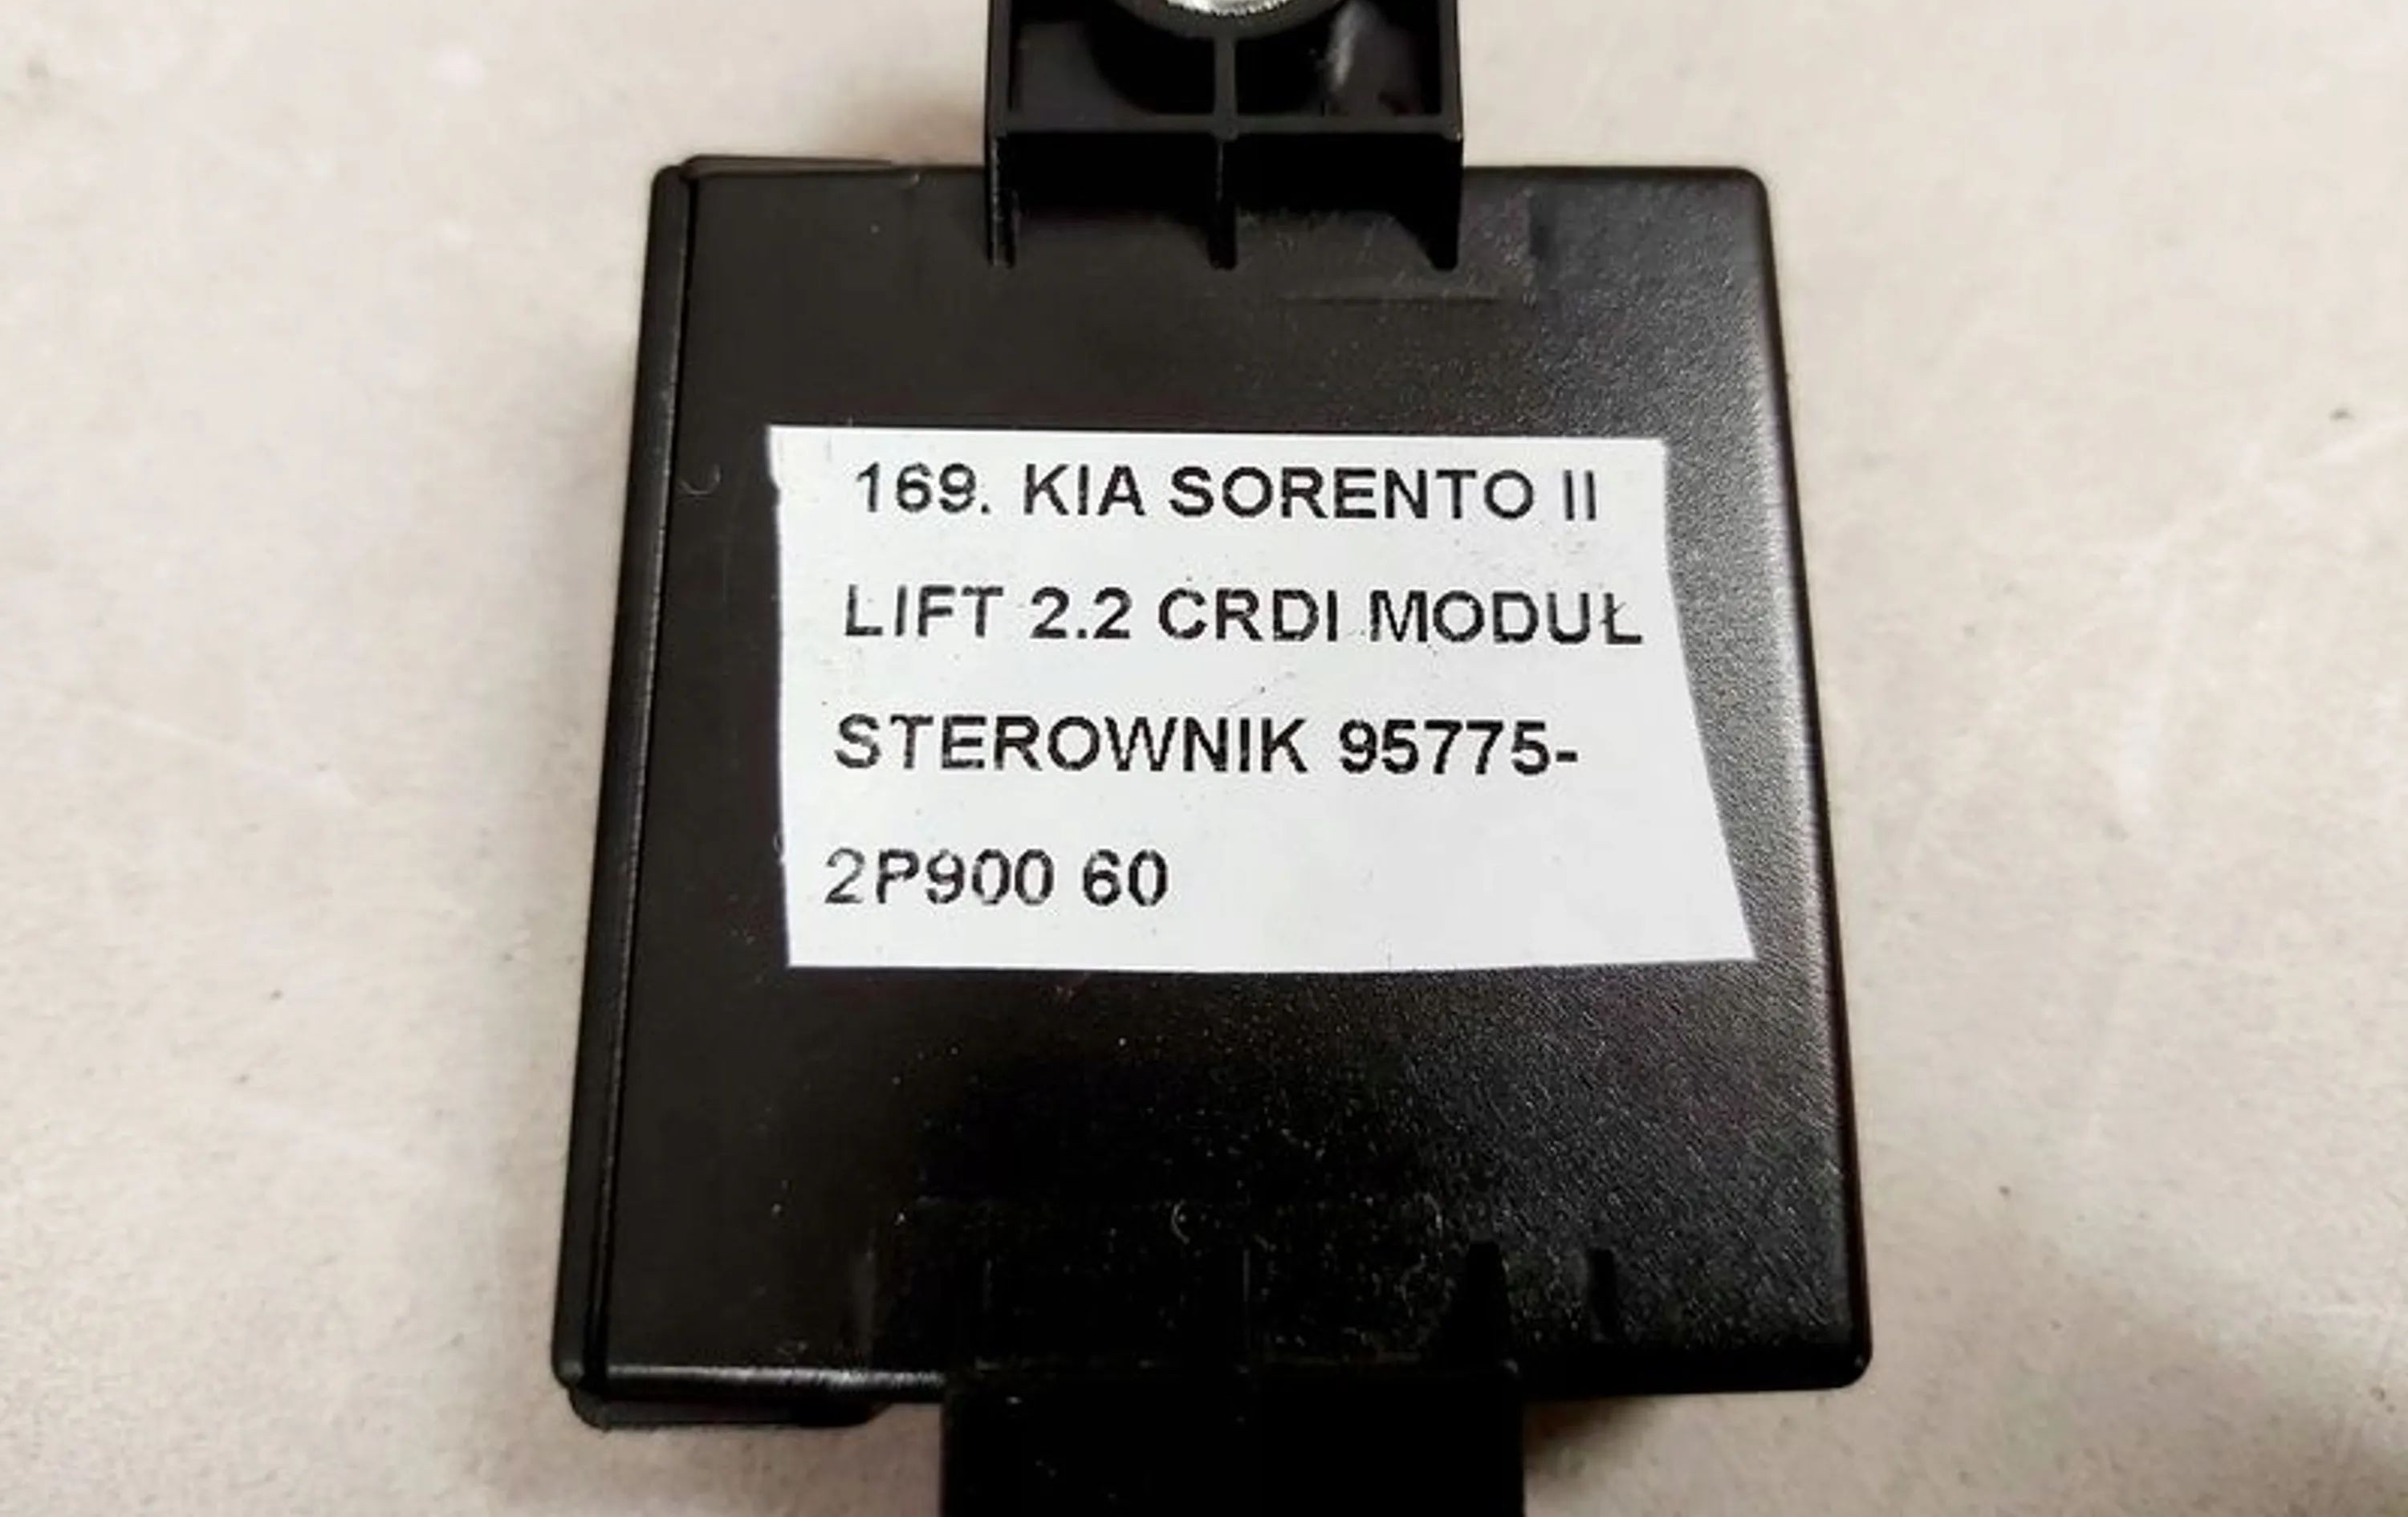 169. KIA SORENTO II
LIFT 2.2 CRDI MODUŁ
STEROWNIK 95775-
2P900 60